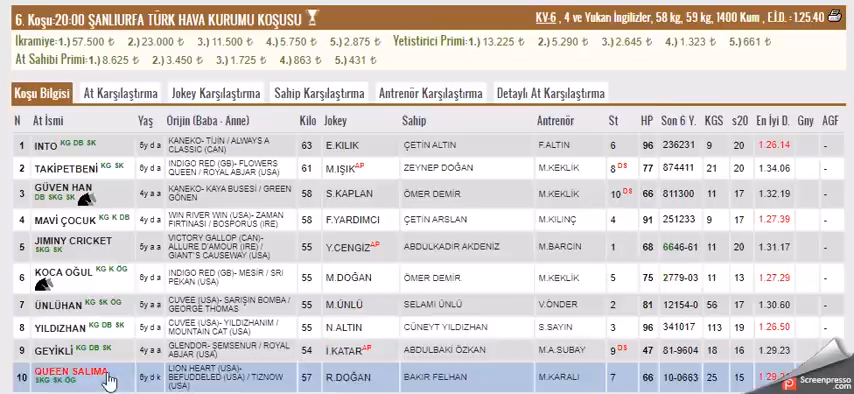 6. Koşu:20:00 ŞANLIURFA TÜRK HAVA KURUMU KOŞUSU KV-6 , 4 ve Yukarı İngilizler, 58 kg, 59 kg, 1400 Kum , E.İ.D. : 1.25.40
İkramiye:1.) 57.500 ₺ 2.) 23.000 ₺ 3.) 11.500 ₺ 4.) 5.750 ₺ 5.) 2.875 ₺ Yetistirici Primi:1.) 13.225 ₺ 2.) 5.290 ₺ 3.) 2.645 ₺ 4.) 1.323 ₺ 5.) 661 ₺
At Sahibi Primi:1.) 8.625 ₺ 2.) 3.450 ₺ 3.) 1.725 ₺ 4.) 863 ₺ 5.) 431 ₺
Koşu Bilgisi At Karşılaştırma Jokey Karşılaştırma Sahip Karşılaştırma Antrenör Karşılaştırma Detaylı At Karşılaştırma
N At İsmi Yaş Orijin (Baba - Anne) Kilo Jokey Sahip Antrenör St HP Son 6 Y. KGS s20 En İyi D. Gny AGF
1 INTO KG DB SK 8y d a KANEKO- TUİN / ALWAYS A CLASSIC (CAN) 63 E.KILIK ÇETİN ALTIN F.ALTIN 6 96 236231 9 20 1.26.14 -
2 TAKİPETBENİ KG SK 5y d a INDIGO RED (GB)- FLOWERS QUEEN / ROYAL ABJAR (USA) 61 M.IŞIK AP ZEYNEP DOĞAN M.KEKLİK 8 DS 77 874411 21 20 1.34.06 -
3 GÜVEN HAN DB SKG SK 4y a a KANEKO- KAYA BUSESİ / GREEN GÖNEN 58 S.KAPLAN ÖMER DEMİR M.KEKLİK 10 DS 66 811300 11 17 1.32.19 -
4 MAVİ ÇOCUK KG K DB 4y d a WIN RIVER WIN (USA)- ZAMAN FIRTINASI / BOSPORUS (IRE) 58 F.YARDIMCI ÇETİN ARSLAN M.KILINÇ 4 91 251233 9 17 1.27.39 -
5 JIMINY CRICKET SK 5y a a VICTORY GALLOP (CAN)- ALLURE D'AMOUR (IRE) / GIANT'S CAUSEWAY (USA) 55 Y.CENGİZ AP ABDULKADİR AKDENİZ M.BARCIN 1 68 6646-61 11 20 1.31.17 -
6 KOCA OĞUL KG K ÖG 8y d a INDIGO RED (GB)- MESİR / SRI PEKAN (USA) 55 M.DOĞAN ÖMER DEMİR M.KEKLİK 5 75 2779-03 11 13 1.27.29 -
7 ÜNLÜHAN KG SK ÖG 5y a a CUVEE (USA)- SARIŞIN BOMBA / GEORGE THOMAS 55 M.ÜNLÜ SELAMİ ÜNLÜ V.ÖNDER 2 81 12154-0 56 17 1.30.60 -
8 YILDIZHAN KG DB SK 5y d a CUVEE (USA)- YILDIZHANIM / MOUNTAIN CAT (USA) 55 N.ALTIN CÜNEYT YILDIZHAN S.SAYIN 3 96 341017 113 19 1.26.50 -
9 GEYİKLİ KG DB SK 4y a a GLENDOR- ŞEMSENUR / ROYAL ABJAR (USA) 54 İ.KATAR AP ABDULBAKİ ÖZKAN M.A.SUBAY 9 DS 47 81-9604 18 16 1.29.23 -
10 QUEEN SALIMA SKG SK ÖG 6y d k LION HEART (USA)- BEFUDDELED (USA) / TIZNOW (USA) 57 R.DOĞAN BAKIR FELHAN M.KARALI 7 66 10-0663 25 15
Screenpresso.com